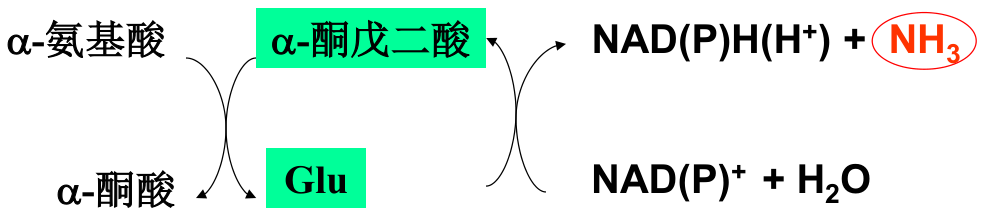 α-氨基酸 α-酮戊二酸 NAD(P)H(H⁺) + NH₃
α-酮酸 Glu NAD(P)⁺ + H₂O